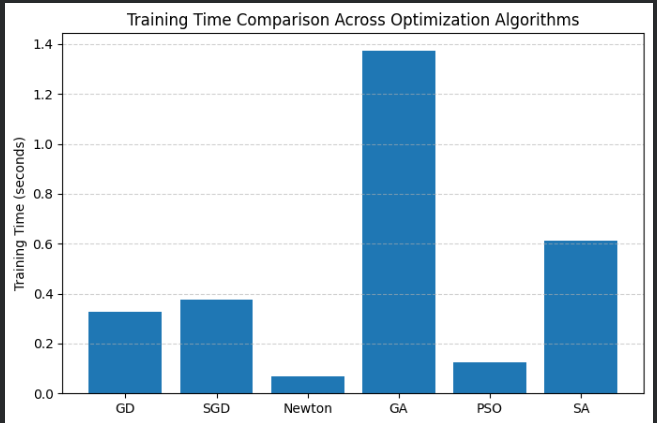 Training Time Comparison Across Optimization Algorithms
Training Time (seconds)
1.4
1.2
1.0
0.8
0.6
0.4
0.2
0.0
GD SGD Newton GA PSO SA